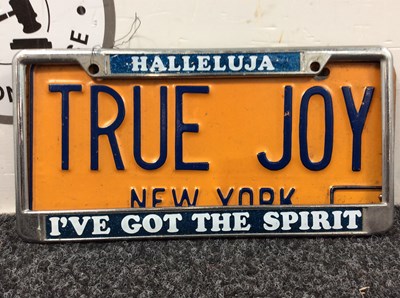 HALLELUJA
TRUE JOY
NEW YORK
I'VE GOT THE SPIRIT